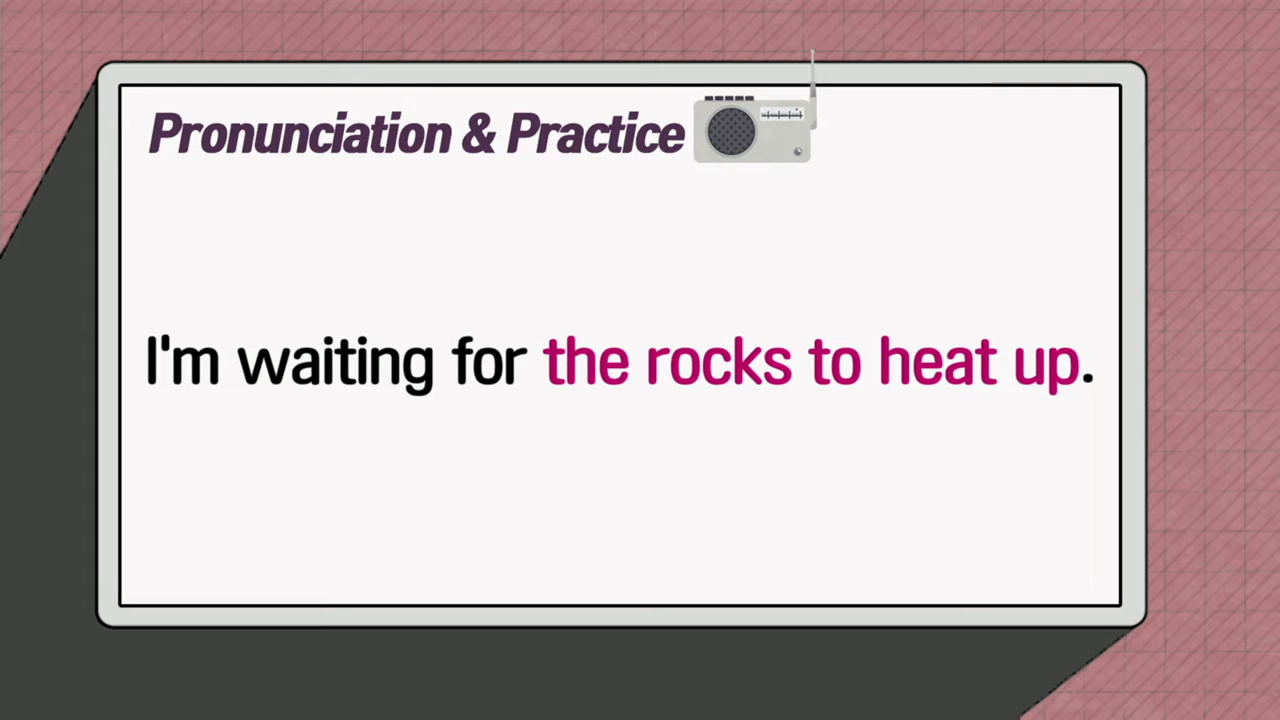 Pronunciation & Practice
I'm waiting for the rocks to heat up.